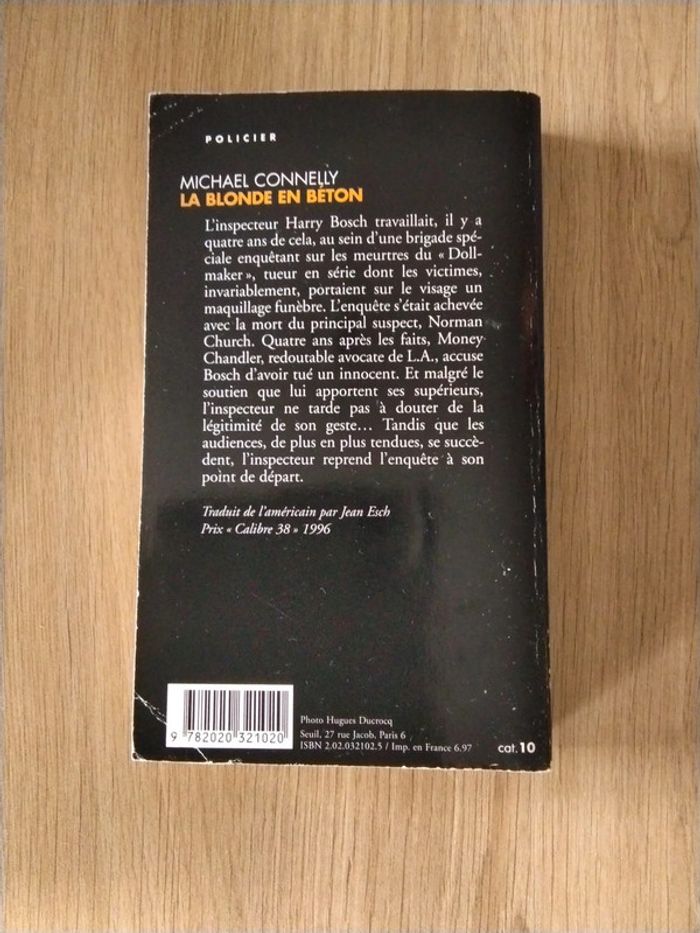 POLICIER
MICHAEL CONNELLY
LA BLONDE EN BÉTON
L'inspecteur Harry Bosch travaillait, il y a
quatre ans de cela, au sein d'une brigade spé-
ciale enquêtant sur les meurtres du « Doll-
maker », tueur en série dont les victimes,
invariablement, portaient sur le visage un
maquillage funèbre. L'enquête s'était achevée
avec la mort du principal suspect, Norman
Church. Quatre ans après les faits, Money
Chandler, redoutable avocate de L.A., accuse
Bosch d'avoir tué un innocent. Et malgré le
soutien que lui apportent ses supérieurs,
l'inspecteur ne tarde pas à douter de la
légitimité de son geste… Tandis que les
audiences, de plus en plus tendues, se succè-
dent, l'inspecteur reprend l'enquête à son
point de départ.
Traduit de l'américain par Jean Esch
Prix « Calibre 38 » 1996
9 782020 321020
Photo Hugues Ducrocq
Seuil, 27 rue Jacob, Paris 6
ISBN 2.02.032102.5 / Imp. en France 6.97
cat. 10